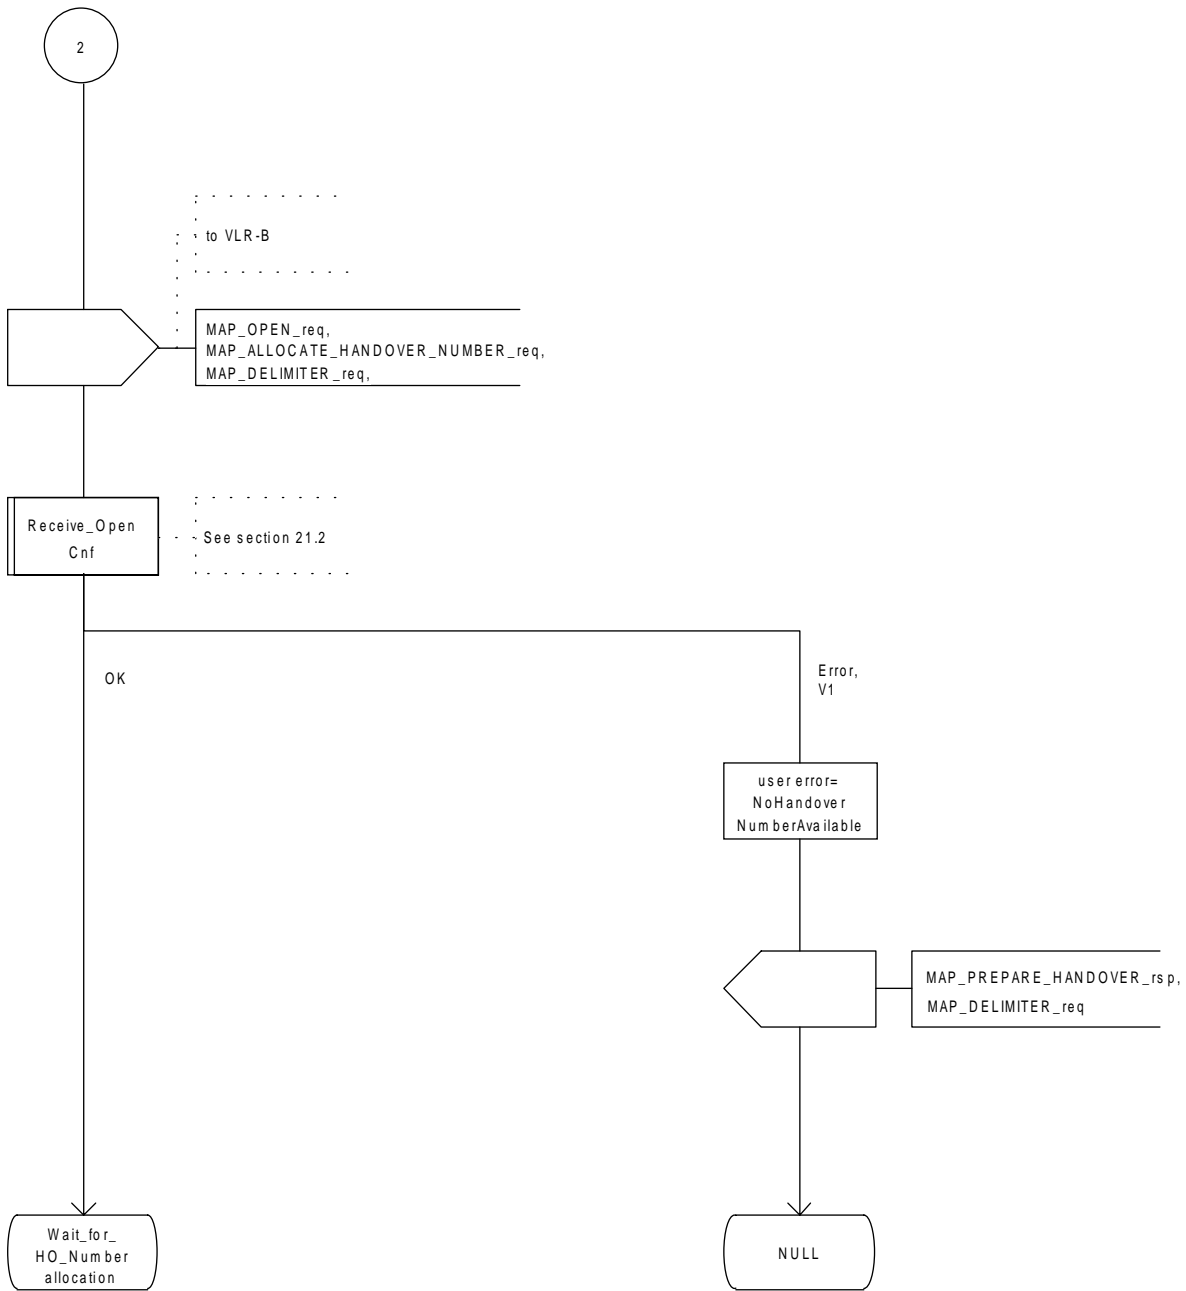 2
to VLR-B
MAP_OPEN_req,
MAP_ALLOCATE_HANDOVER_NUMBER_req,
MAP_DELIMITER_req,
Receive_Open
Cnf
See section 21.2
OK
Error,
V1
user error=
NoHandover
NumberAvailable
MAP_PREPARE_HANDOVER_rsp,
MAP_DELIMITER_req
Wait_for_
HO_Number
allocation
NULL